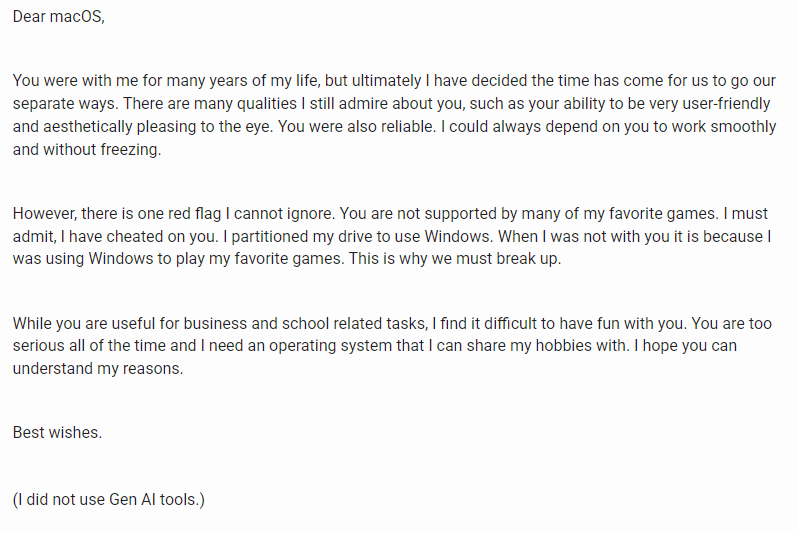 Dear macOS,
You were with me for many years of my life, but ultimately I have decided the time has come for us to go our
separate ways. There are many qualities I still admire about you, such as your ability to be very user-friendly
and aesthetically pleasing to the eye. You were also reliable. I could always depend on you to work smoothly
and without freezing.
However, there is one red flag I cannot ignore. You are not supported by many of my favorite games. I must
admit, I have cheated on you. I partitioned my drive to use Windows. When I was not with you it is because I
was using Windows to play my favorite games. This is why we must break up.
While you are useful for business and school related tasks, I find it difficult to have fun with you. You are too
serious all of the time and I need an operating system that I can share my hobbies with. I hope you can
understand my reasons.
Best wishes.
(I did not use Gen AI tools.)